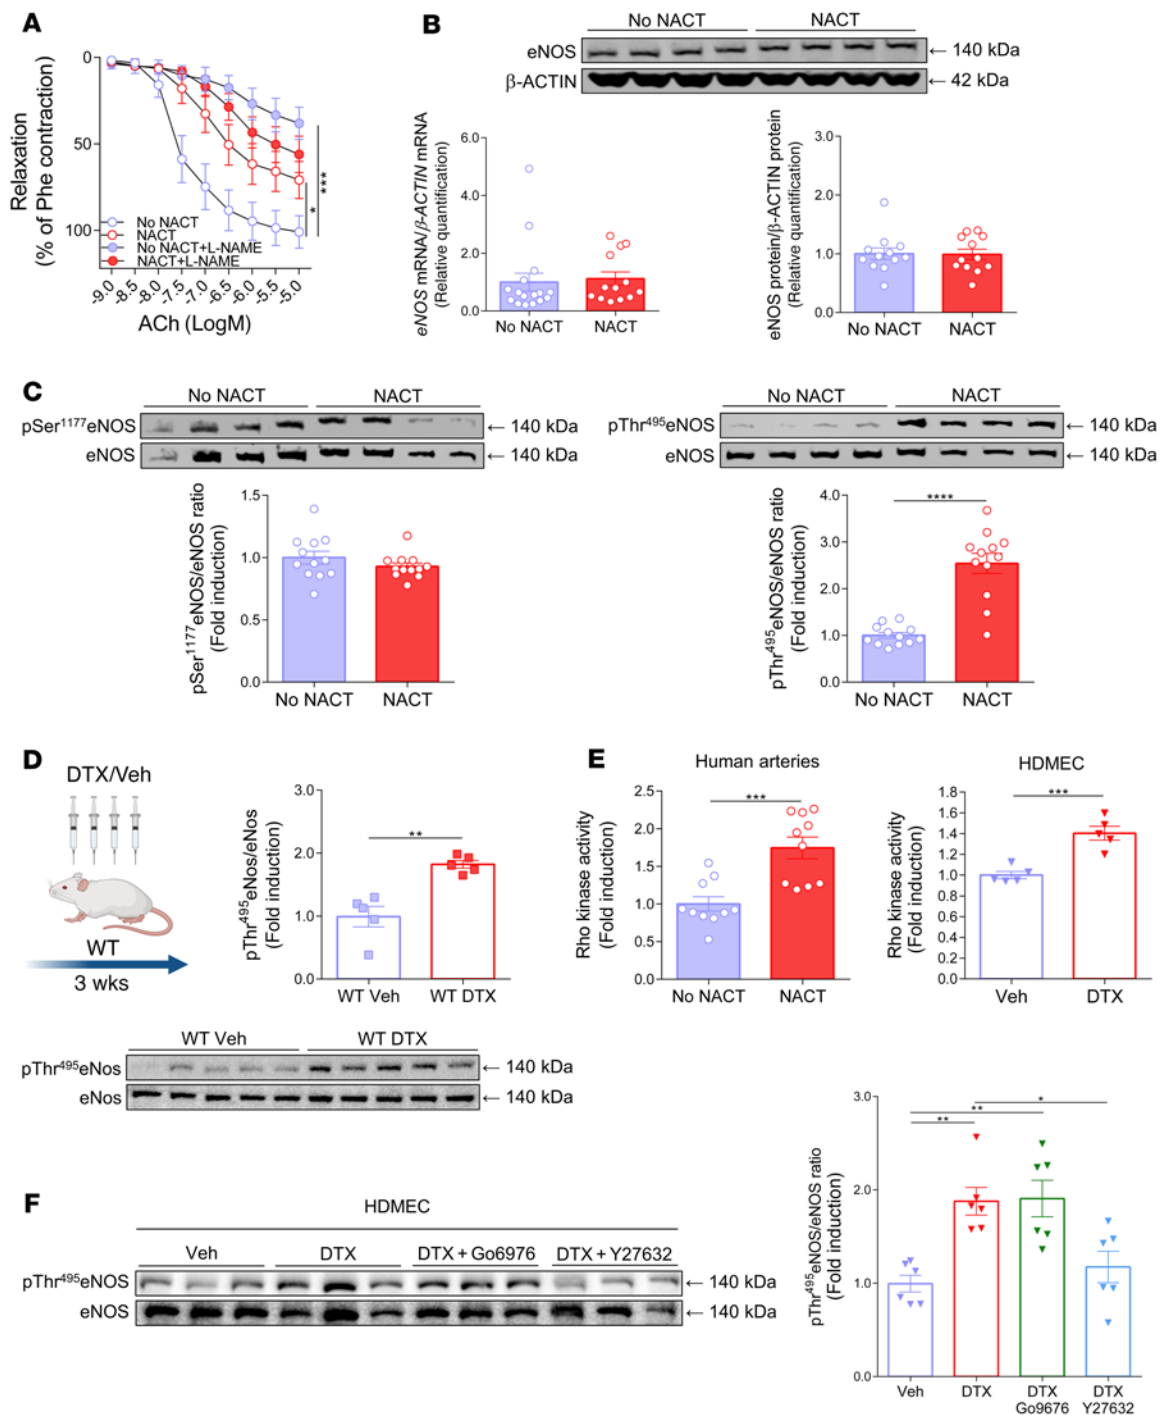 A
0
50
100
Relaxation
(% of Phe contraction)
No NACT
NACT
No NACT+L-NAME
NACT+L-NAME
*
***
-9.0
-8.5
-8.0
-7.5
-7.0
-6.5
-6.0
-5.5
-5.0
ACh (LogM)
B
No NACT
NACT
eNOS
← 140 kDa
β-ACTIN
← 42 kDa
eNOS mRNA/β-ACTIN mRNA
(Relative quantification)
6.0
4.0
2.0
0.0
No NACT
NACT
eNOS protein/β-ACTIN protein
(Relative quantification)
3.0
2.0
1.0
0.0
No NACT
NACT
C
No NACT
NACT
pSer¹¹⁷⁷eNOS
← 140 kDa
eNOS
← 140 kDa
pSer¹¹⁷⁷eNOS/eNOS ratio
(Fold induction)
1.5
1.0
0.5
0.0
No NACT
NACT
No NACT
NACT
pThr⁴⁹⁵eNOS
← 140 kDa
eNOS
← 140 kDa
pThr⁴⁹⁵eNOS/eNOS ratio
(Fold induction)
4.0
3.0
2.0
1.0
0.0
****
No NACT
NACT
D
DTX/Veh
WT
3 wks
pThr⁴⁹⁵eNos/eNos
(Fold induction)
3.0
2.0
1.0
0.0
**
WT Veh
WT DTX
WT Veh
WT DTX
pThr⁴⁹⁵eNos
← 140 kDa
eNos
← 140 kDa
E
Human arteries
Rho kinase activity
(Fold induction)
2.5
2.0
1.5
1.0
0.5
0.0
***
No NACT
NACT
HDMEC
Rho kinase activity
(Fold induction)
1.8
1.6
1.4
1.2
1.0
0.8
0.6
0.4
0.2
0.0
***
Veh
DTX
F
HDMEC
Veh
DTX
DTX + Go6976
DTX + Y27632
pThr⁴⁹⁵eNOS
← 140 kDa
eNOS
← 140 kDa
pThr⁴⁹⁵eNOS/eNOS ratio
(Fold induction)
3.0
2.0
1.0
0.0
**
**
*
Veh
DTX
DTX
Go9676
DTX
Y27632